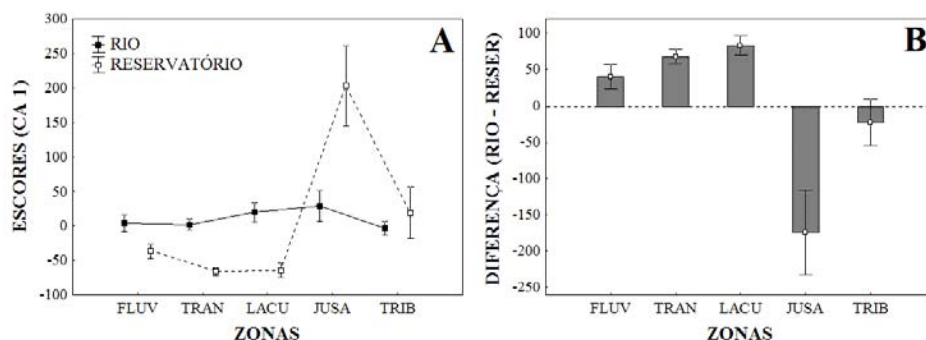 A
RIO
RESERVATÓRIO
ESCORES (CA 1)
300
250
200
150
100
50
0
-50
-100
FLUV TRAN LACU JUSA TRIB
ZONAS
B
DIFERENÇA (RIO - RESER)
100
50
0
-50
-100
-150
-200
-250
FLUV TRAN LACU JUSA TRIB
ZONAS